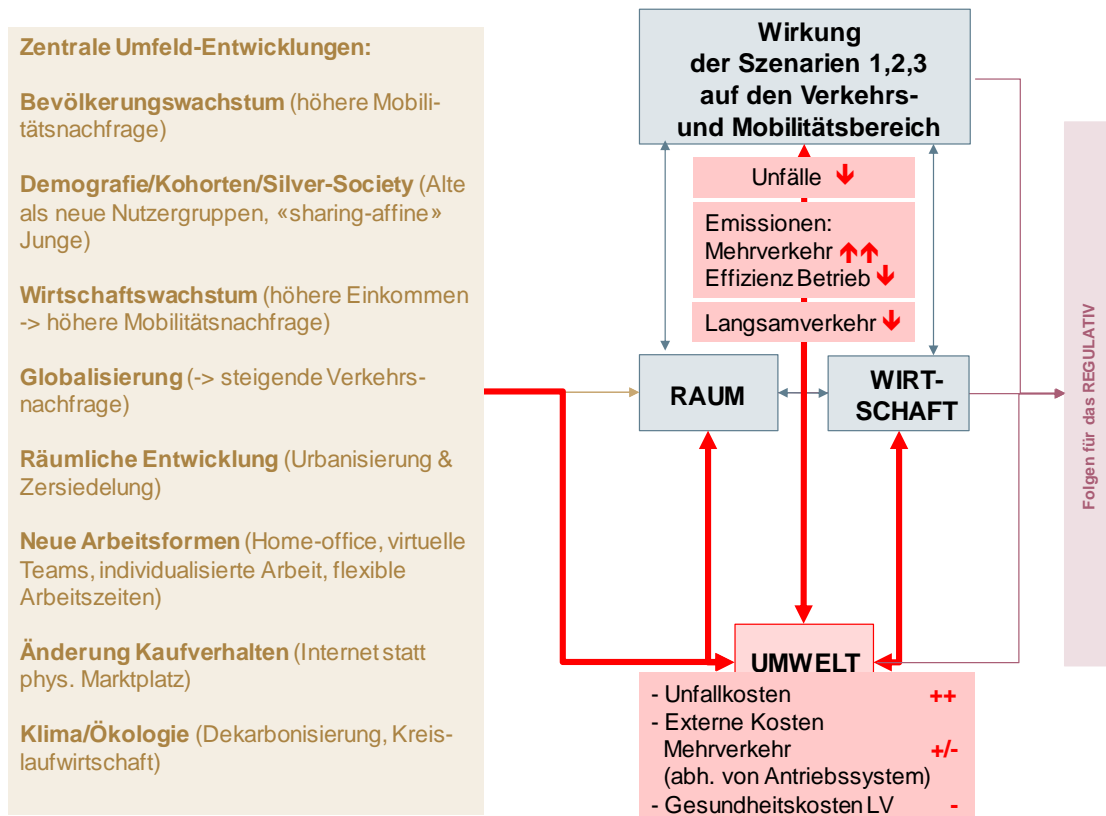 Zentrale Umfeld-Entwicklungen:
Bevölkerungswachstum (höhere Mobili-
tätsnachfrage)
Demografie/Kohorten/Silver-Society (Alte
als neue Nutzergruppen, «sharing-affine»
Junge)
Wirtschaftswachstum (höhere Einkommen
-> höhere Mobilitätsnachfrage)
Globalisierung (-> steigende Verkehrs-
nachfrage)
Räumliche Entwicklung (Urbanisierung &
Zersiedelung)
Neue Arbeitsformen (Home-office, virtuelle
Teams, individualisierte Arbeit, flexible
Arbeitszeiten)
Änderung Kaufverhalten (Internet statt
phys. Marktplatz)
Klima/Ökologie (Dekarbonisierung, Kreis-
laufwirtschaft)
Wirkung
der Szenarien 1,2,3
auf den Verkehrs-
und Mobilitätsbereich
Unfälle ↓
Emissionen:
Mehrverkehr ↑↑
Effizienz Betrieb ↓
Langsamverkehr ↓
RAUM
WIRT-
SCHAFT
UMWELT
- Unfallkosten ++
- Externe Kosten
Mehrverkehr +/-
(abh. von Antriebssystem)
- Gesundheitskosten LV -
Folgen für das REGULATIV